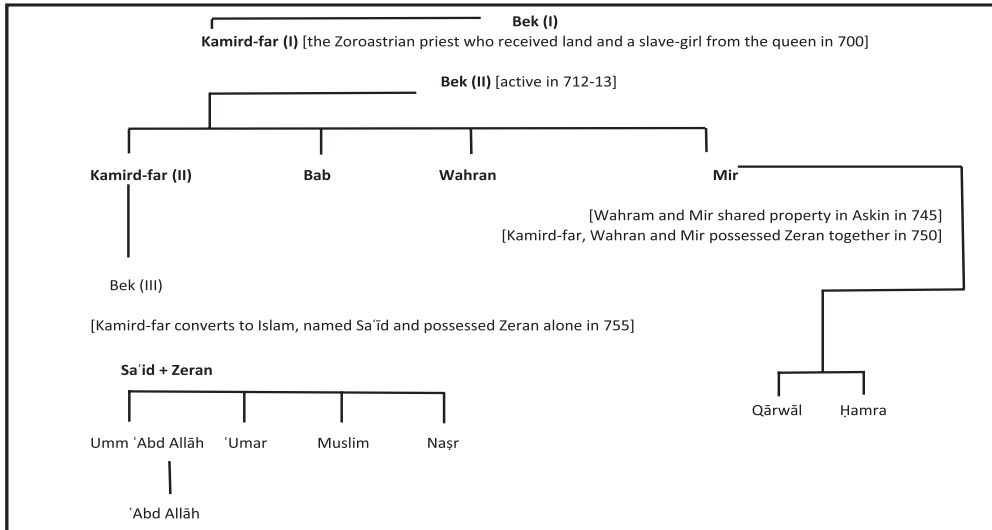 Bek (I)
Kamird-far (I) [the Zoroastrian priest who received land and a slave-girl from the queen in 700]
Bek (II) [active in 712-13]
Kamird-far (II) Bab Wahran Mir
[Wahram and Mir shared property in Askin in 745]
[Kamird-far, Wahran and Mir possessed Zeran together in 750]
Bek (III)
[Kamird-far converts to Islam, named Saʿīd and possessed Zeran alone in 755]
Saʿid + Zeran
Qārwāl Ḥamra
Umm ʿAbd Allāh ʿUmar Muslim Naṣr
ʿAbd Allāh